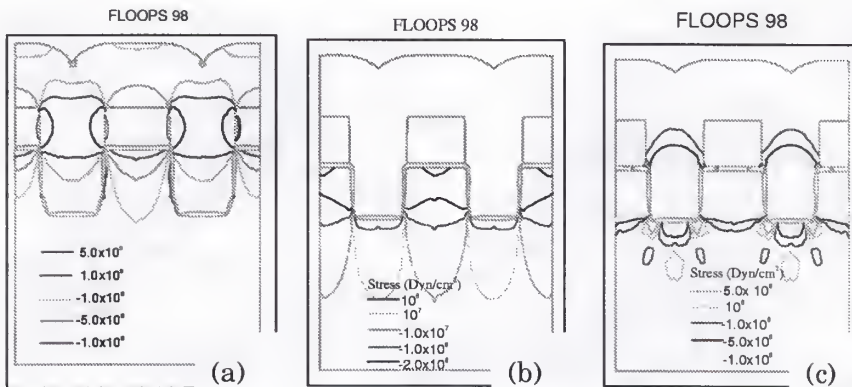 FLOOPS 98
FLOOPS 98
FLOOPS 98
5.0x10⁸
1.0x10⁸
-1.0x10⁸
-5.0x10⁸
-1.0x10⁸
(a)
Stress (Dyn/cm²)
10⁸
10⁷
-1.0x10⁷
-1.0x10⁸
-2.0x10⁸
(b)
Stress (Dyn/cm²)
5.0x 10⁸
10⁸
-1.0x10⁸
-5.0x10⁸
-1.0x10⁸
(c)